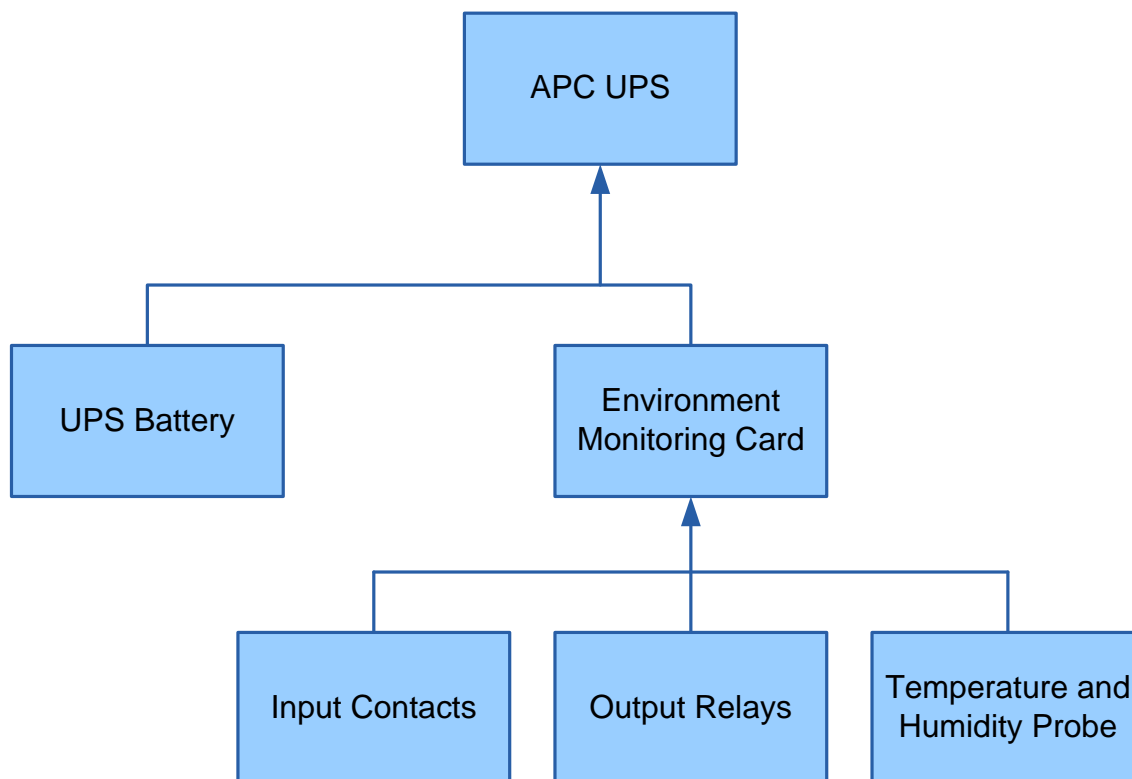 APC UPS
UPS Battery
Environment
Monitoring Card
Input Contacts
Output Relays
Temperature and
Humidity Probe